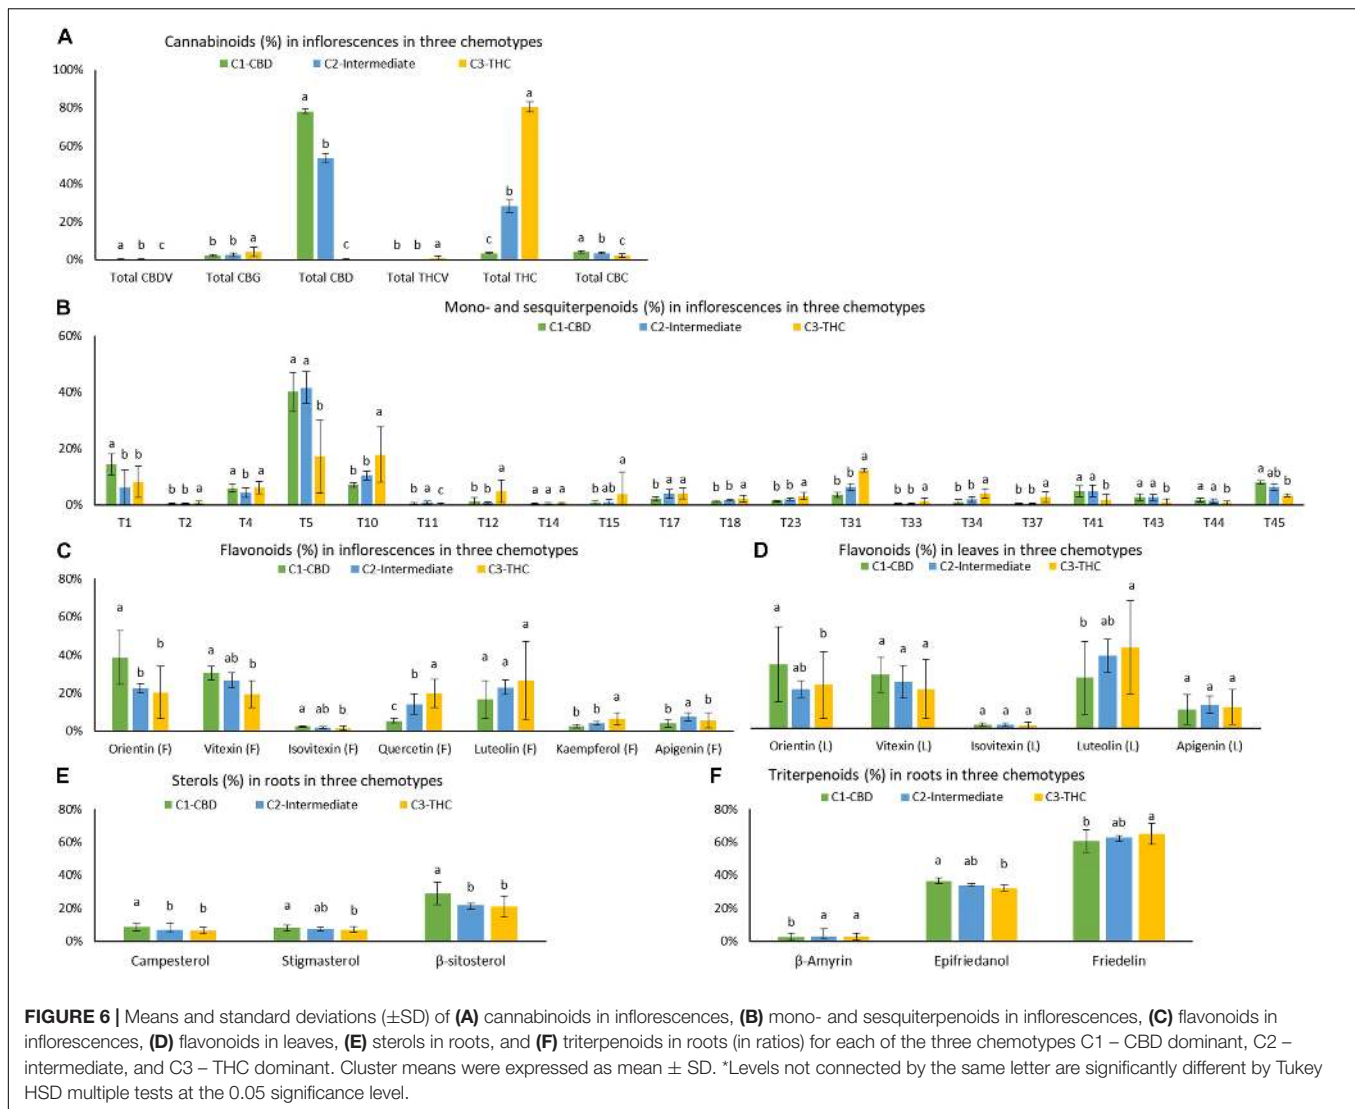 A
Cannabinoids (%) in inflorescences in three chemotypes
C1-CBD C2-Intermediate C3-THC
100%
80%
60%
40%
20%
0%
a b c
b b a
a b c
b b a
c b a
a b c
Total CBDV Total CBG Total CBD Total THCV Total THC Total CBC
B
Mono- and sesquiterpenoids (%) in inflorescences in three chemotypes
C1-CBD C2-Intermediate C3-THC
60%
40%
20%
0%
a b b
b b a
a b a
a a b
b b a
b a c
b b a
a a a
b ab a
b a a
b b a
b b a
b b a
b b a
b b a
b b a
a a b
a a b
a a b
a ab b
T1 T2 T4 T5 T10 T11 T12 T14 T15 T17 T18 T23 T31 T33 T34 T37 T41 T43 T44 T45
C
Flavonoids (%) in inflorescences in three chemotypes
C1-CBD C2-Intermediate C3-THC
80%
60%
40%
20%
0%
a b b
a ab b
a ab b
c b a
a a a
b b a
b a b
Orientin (F) Vitexin (F) Isovitexin (F) Quercetin (F) Luteolin (F) Kaempferol (F) Apigenin (F)
D
Flavonoids (%) in leaves in three chemotypes
C1-CBD C2-Intermediate C3-THC
a ab b
a a a
a a a
b ab a
a a a
Orientin (L) Vitexin (L) Isovitexin (L) Luteolin (L) Apigenin (L)
E
Sterols (%) in roots in three chemotypes
C1-CBD C2-Intermediate C3-THC
80%
60%
40%
20%
0%
a b b
a ab b
a b b
Campesterol Stigmasterol β-sitosterol
F
Triterpenoids (%) in roots in three chemotypes
C1-CBD C2-Intermediate C3-THC
80%
60%
40%
20%
0%
b a a
a ab b
b ab a
β-Amyrin Epifriedanol Friedelin
FIGURE 6 | Means and standard deviations (±SD) of (A) cannabinoids in inflorescences, (B) mono- and sesquiterpenoids in inflorescences, (C) flavonoids in
inflorescences, (D) flavonoids in leaves, (E) sterols in roots, and (F) triterpenoids in roots (in ratios) for each of the three chemotypes C1 – CBD dominant, C2 –
intermediate, and C3 – THC dominant. Cluster means were expressed as mean ± SD. *Levels not connected by the same letter are significantly different by Tukey
HSD multiple tests at the 0.05 significance level.